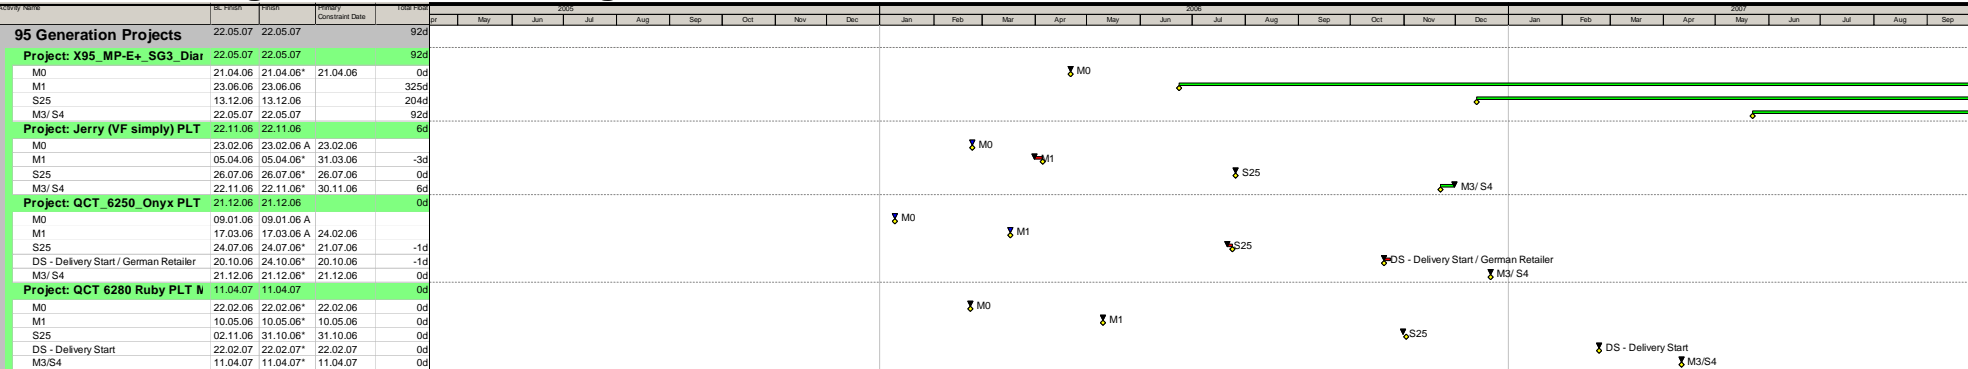 Activity Name BL Finish Finish Primary Constraint Date Total Float
2005 2006 2007
May Jun Jul Aug Sep Oct Nov Dec Jan Feb Mar Apr May Jun Jul Aug Sep Oct Nov Dec Jan Feb Mar Apr May Jun Jul Aug Sep
95 Generation Projects 22.05.07 22.05.07 92d
Project: X95_MP-E+_SG3_Diar 22.05.07 22.05.07 92d
M0 21.04.06 21.04.06* 21.04.06 0d M0
M1 23.06.06 23.06.06 325d
S25 13.12.06 13.12.06 204d
M3/ S4 22.05.07 22.05.07 92d
Project: Jerry (VF simply) PLT 22.11.06 22.11.06 6d
M0 23.02.06 23.02.06 A 23.02.06 M0
M1 05.04.06 05.04.06* 31.03.06 -3d M1
S25 26.07.06 26.07.06* 26.07.06 0d S25
M3/ S4 22.11.06 22.11.06* 30.11.06 6d M3/ S4
Project: QCT_6250_Onyx PLT 21.12.06 21.12.06 0d
M0 09.01.06 09.01.06 A M0
M1 17.03.06 17.03.06 A 24.02.06 M1
S25 24.07.06 24.07.06* 21.07.06 -1d S25
DS - Delivery Start / German Retailer 20.10.06 24.10.06* 20.10.06 -1d DS - Delivery Start / German Retailer
M3/ S4 21.12.06 21.12.06* 21.12.06 0d M3/ S4
Project: QCT 6280 Ruby PLT M 11.04.07 11.04.07 0d
M0 22.02.06 22.02.06* 22.02.06 0d M0
M1 10.05.06 10.05.06* 10.05.06 0d M1
S25 02.11.06 31.10.06* 31.10.06 0d S25
DS - Delivery Start 22.02.07 22.02.07* 22.02.07 0d DS - Delivery Start
M3/S4 11.04.07 11.04.07* 11.04.07 0d M3/S4